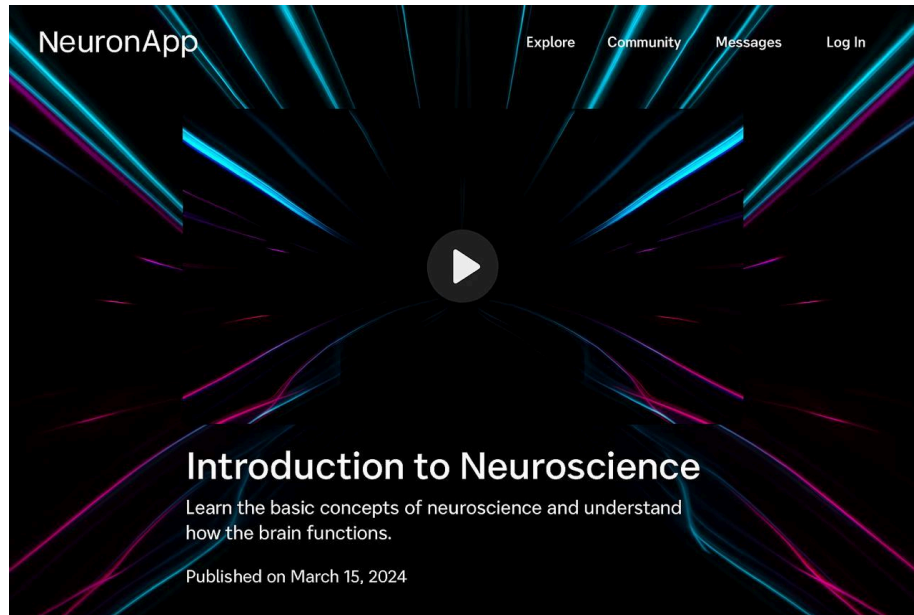 NeuronApp
Explore Community Messages Log In
Introduction to Neuroscience
Learn the basic concepts of neuroscience and understand
how the brain functions.
Published on March 15, 2024